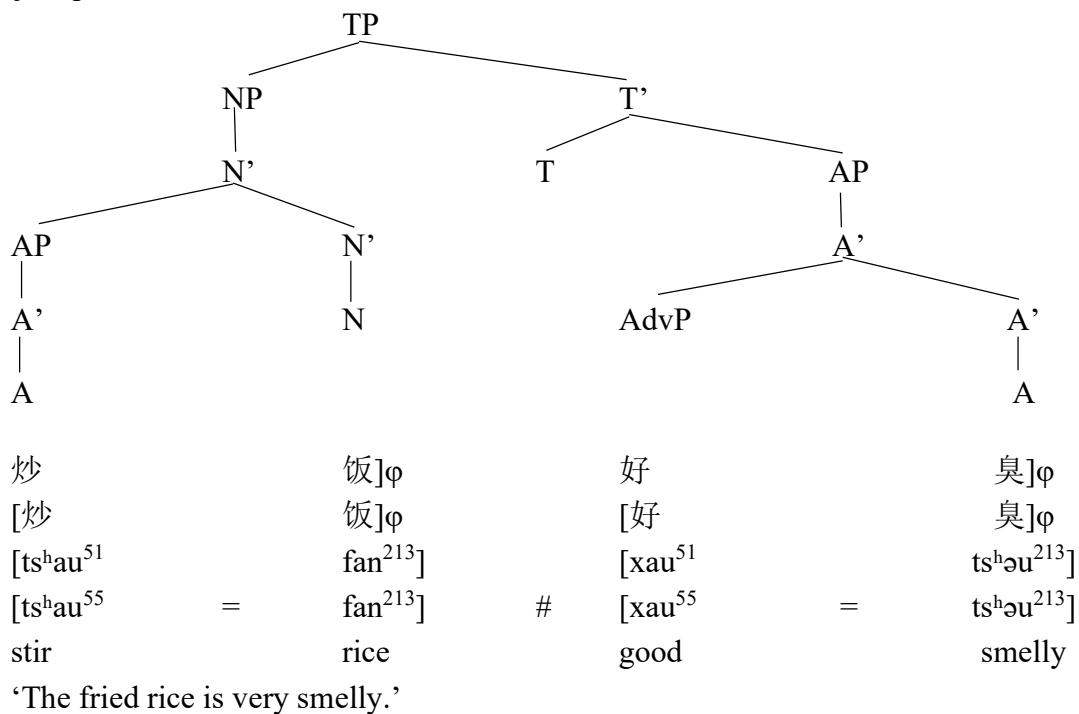 TP
NP T’
N’ T AP
AP N’ A’
A’ N AdvP A’
A A
炒 饭]φ 好 臭]φ
[炒 饭]φ [好 臭]φ
[tsʰau⁵¹ fan²¹³] [xau⁵¹ tsʰəu²¹³]
[tsʰau⁵⁵ = fan²¹³] # [xau⁵⁵ = tsʰəu²¹³]
stir rice good smelly
‘The fried rice is very smelly.’